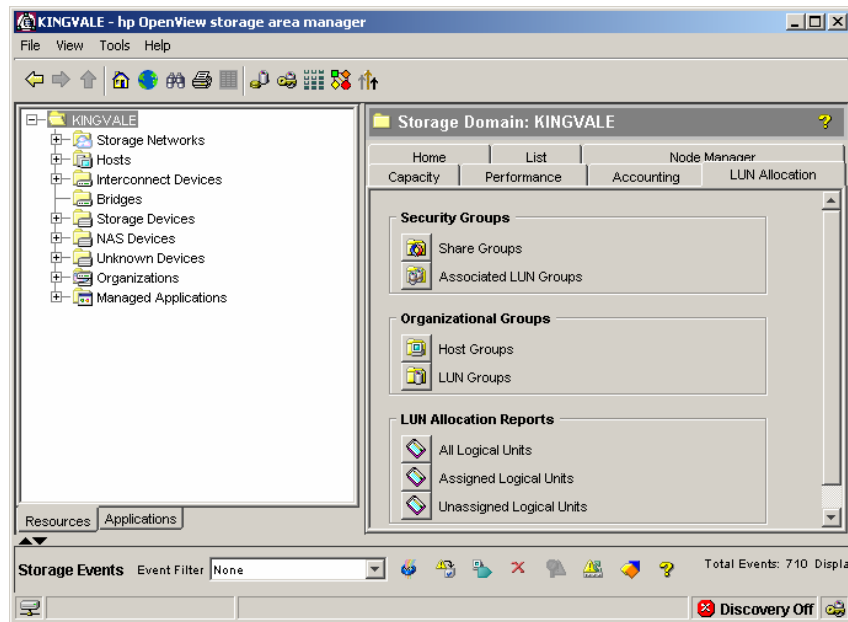 KINGVALE - hp OpenView storage area manager
File View Tools Help
KINGVALE
Storage Networks
Hosts
Interconnect Devices
Bridges
Storage Devices
NAS Devices
Unknown Devices
Organizations
Managed Applications
Resources Applications
Storage Domain: KINGVALE
Home List Node Manager
Capacity Performance Accounting LUN Allocation
Security Groups
Share Groups
Associated LUN Groups
Organizational Groups
Host Groups
LUN Groups
LUN Allocation Reports
All Logical Units
Assigned Logical Units
Unassigned Logical Units
Storage Events Event Filter None Total Events: 710 Displa
Discovery Off